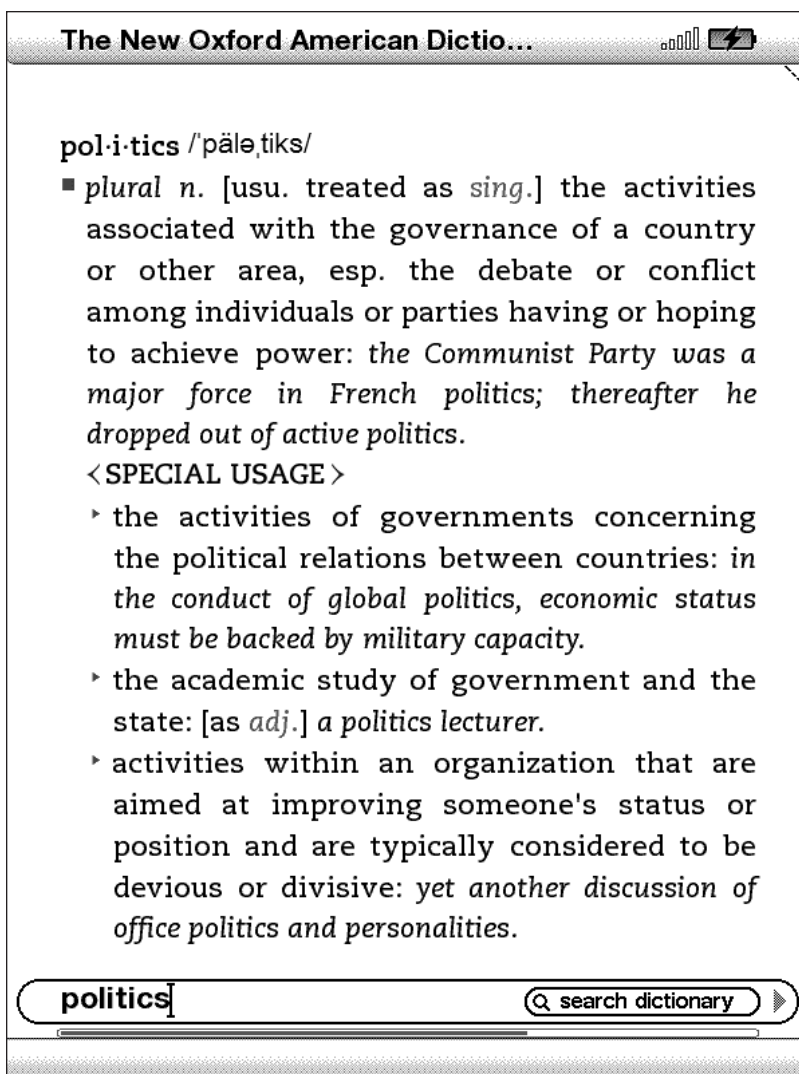 The New Oxford American Dictio...
pol·i·tics /ˈpäləˌtiks/
■ plural n. [usu. treated as sing.] the activities
associated with the governance of a country
or other area, esp. the debate or conflict
among individuals or parties having or hoping
to achieve power: the Communist Party was a
major force in French politics; thereafter he
dropped out of active politics.
<SPECIAL USAGE>
‣ the activities of governments concerning
the political relations between countries: in
the conduct of global politics, economic status
must be backed by military capacity.
‣ the academic study of government and the
state: [as adj.] a politics lecturer.
‣ activities within an organization that are
aimed at improving someone's status or
position and are typically considered to be
devious or divisive: yet another discussion of
office politics and personalities.
politics search dictionary